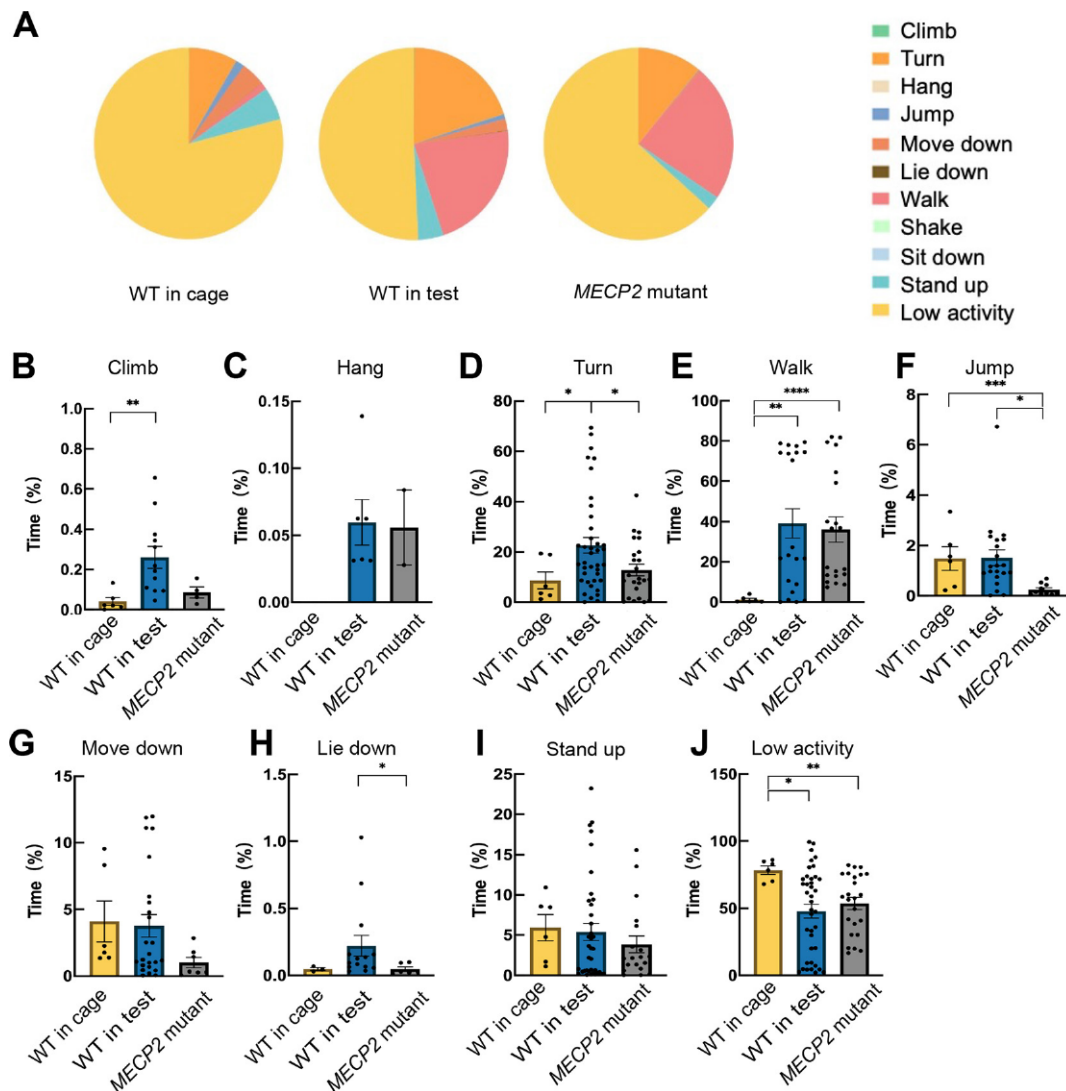 A
WT in cage
WT in test
MECP2 mutant
Climb
Turn
Hang
Jump
Move down
Lie down
Walk
Shake
Sit down
Stand up
Low activity
B
Climb
Time (%)
1.0
0.8
0.6
0.4
0.2
0.0
**
WT in cage
WT in test
MECP2 mutant
C
Hang
Time (%)
0.15
0.10
0.05
0.00
WT in cage
WT in test
MECP2 mutant
D
Turn
Time (%)
80
60
40
20
0
*
*
WT in cage
WT in test
MECP2 mutant
E
Walk
Time (%)
100
80
60
40
20
0
****
**
WT in cage
WT in test
MECP2 mutant
F
Jump
Time (%)
8
6
4
2
0
***
*
WT in cage
WT in test
MECP2 mutant
G
Move down
Time (%)
15
10
5
0
WT in cage
WT in test
MECP2 mutant
H
Lie down
Time (%)
1.5
1.0
0.5
0.0
*
WT in cage
WT in test
MECP2 mutant
I
Stand up
Time (%)
25
20
15
10
5
0
WT in cage
WT in test
MECP2 mutant
J
Low activity
Time (%)
150
100
50
0
**
*
WT in cage
WT in test
MECP2 mutant